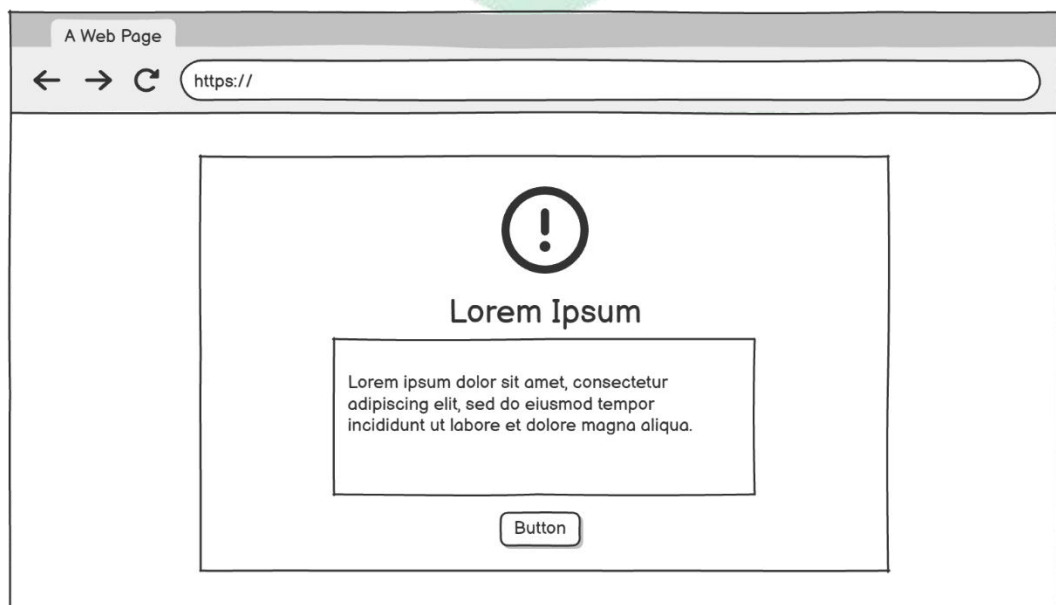 A Web Page
https://
Lorem Ipsum
Lorem ipsum dolor sit amet, consectetur
adipiscing elit, sed do eiusmod tempor
incididunt ut labore et dolore magna aliqua.
Button